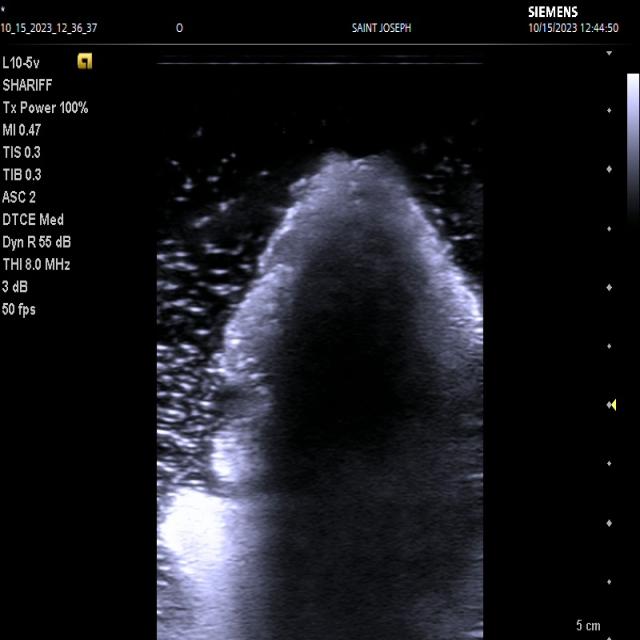 *
SIEMENS
10_15_2023_12_36_37 O SAINT JOSEPH 10/15/2023 12:44:50
L10-5v
SHARIFF
Tx Power 100%
MI 0.47
TIS 0.3
TIB 0.3
ASC 2
DTCE Med
Dyn R 55 dB
THI 8.0 MHz
3 dB
50 fps
5 cm